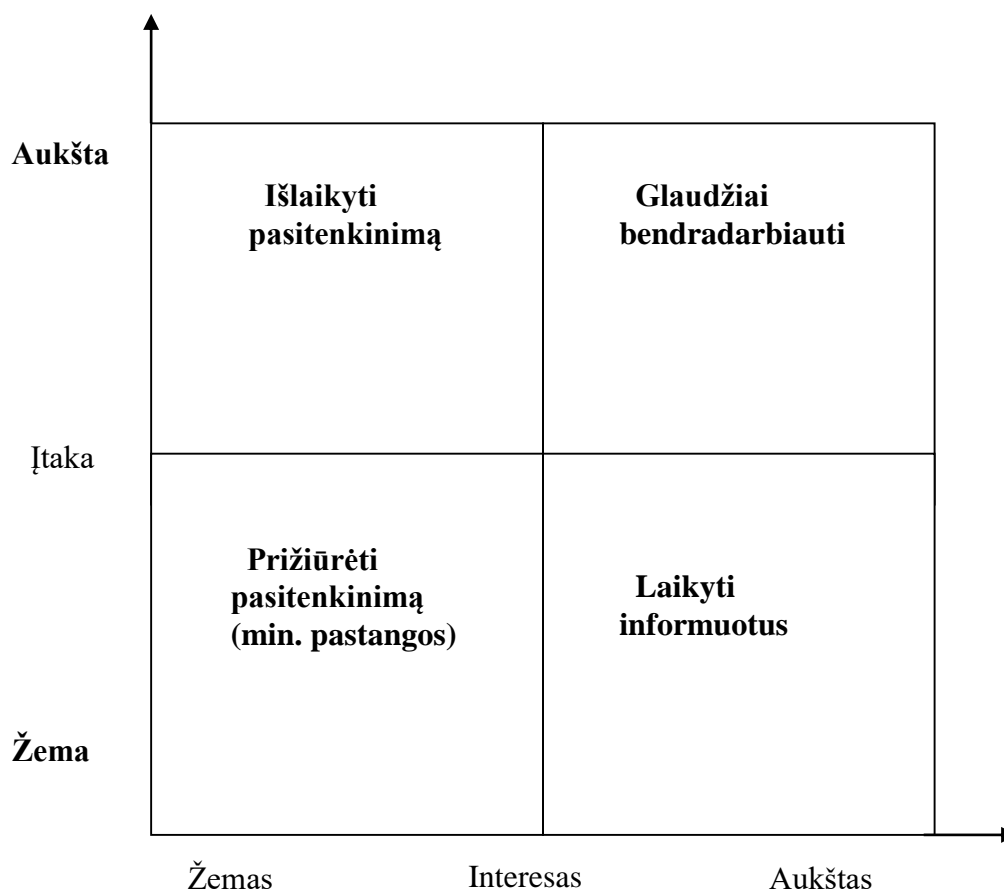 Aukšta
Išlaikyti
pasitenkinimą
Glaudžiai
bendradarbiauti
Įtaka
Prižiūrėti
pasitenkinimą
(min. pastangos)
Laikyti
informuotus
Žema
Žemas
Interesas
Aukštas